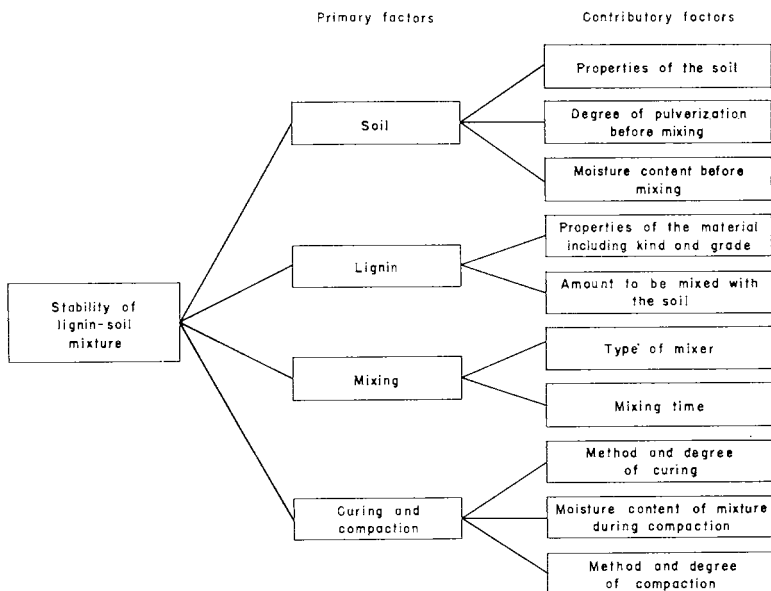 Primary factors
Contributory factors
Properties of the soil
Soil
Degree of pulverization
before mixing
Moisture content before
mixing
Properties of the material
including kind and grade
Lignin
Amount to be mixed with
the soil
Stability of
lignin-soil
mixture
Type of mixer
Mixing
Mixing time
Method and degree
of curing
Curing and
compaction
Moisture content of mixture
during compaction
Method and degree
of compaction